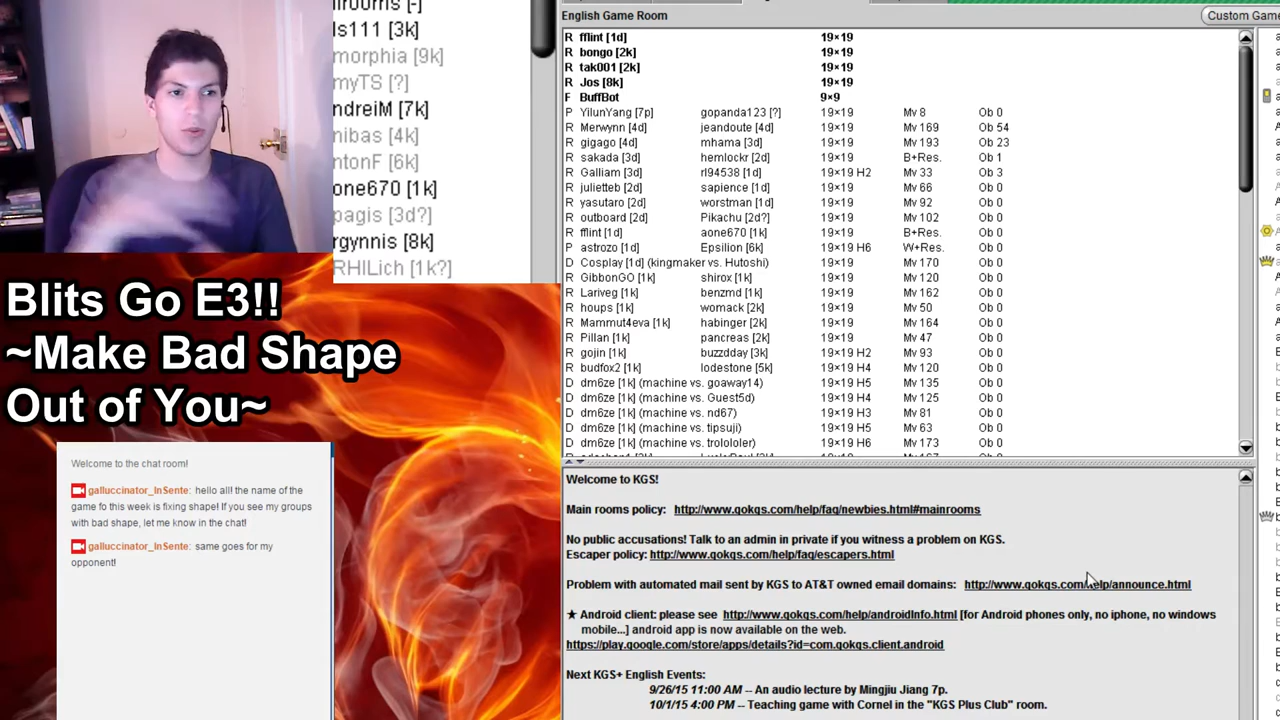 ls111 [3k]
morphia [9k]
myTS [?]
ndreiM [7k]
nibas [4k]
ntonF [6k]
one670 [1k]
pagis [3d?]
rgynnis [8k]
RHILich [1k?]
Blits Go E3!!
~Make Bad Shape
Out of You~
Welcome to the chat room!
galluccinator_InSente: hello all! the name of the
game fo this week is fixing shape! If you see my groups
with bad shape, let me know in the chat!
galluccinator_InSente: same goes for my
opponent!
English Game Room
Custom Game
R fflint [1d] 19×19
R bongo [2k] 19×19
R tak001 [2k] 19×19
R Jos [8k] 19×19
F BuffBot 9×9
P YilunYang [7p] gopanda123 [?] 19×19 Mv 8 Ob 0
R Merwynn [4d] jeandoute [4d] 19×19 Mv 169 Ob 54
R gigago [4d] mhama [3d] 19×19 Mv 193 Ob 23
R sakada [3d] hemlockr [2d] 19×19 B+Res. Ob 1
R Galliam [3d] rl94538 [1d] 19×19 H2 Mv 33 Ob 3
R julietteb [2d] sapience [1d] 19×19 Mv 66 Ob 0
R yasutaro [2d] worstman [1d] 19×19 Mv 92 Ob 0
R outboard [2d] Pikachu [2d?] 19×19 Mv 102 Ob 0
R fflint [1d] aone670 [1k] 19×19 B+Res. Ob 0
P astrozo [1d] Epsilon [6k] 19×19 H6 W+Res. Ob 0
D Cosplay [1d] (kingmaker vs. Hutoshi) 19×19 Mv 170 Ob 0
R GibbonGO [1k] shirox [1k] 19×19 Mv 120 Ob 0
R Lariveg [1k] benzmd [1k] 19×19 Mv 162 Ob 0
R houps [1k] womack [2k] 19×19 Mv 50 Ob 0
R Mammut4eva [1k] habinger [2k] 19×19 Mv 164 Ob 0
R Pillan [1k] pancreas [2k] 19×19 Mv 47 Ob 0
R gojin [1k] buzzdday [3k] 19×19 H2 Mv 93 Ob 0
R budfox2 [1k] lodestone [5k] 19×19 H4 Mv 120 Ob 0
D dm6ze [1k] (machine vs. goaway14) 19×19 H5 Mv 135 Ob 0
D dm6ze [1k] (machine vs. Guest5d) 19×19 H4 Mv 125 Ob 0
D dm6ze [1k] (machine vs. nd67) 19×19 H3 Mv 81 Ob 0
D dm6ze [1k] (machine vs. tipsuji) 19×19 H5 Mv 63 Ob 0
D dm6ze [1k] (machine vs. trolololer) 19×19 H6 Mv 173 Ob 0
Welcome to KGS!
Main rooms policy: http://www.gokgs.com/help/faq/newbies.html#mainrooms
No public accusations! Talk to an admin in private if you witness a problem on KGS.
Escaper policy: http://www.gokgs.com/help/faq/escapers.html
Problem with automated mail sent by KGS to AT&T owned email domains: http://www.gokgs.com/help/announce.html
★ Android client: please see http://www.gokgs.com/help/androidInfo.html [for Android phones only, no iphone, no windows
mobile...] android app is now available on the web.
https://play.google.com/store/apps/details?id=com.gokgs.client.android
Next KGS+ English Events:
9/26/15 11:00 AM -- An audio lecture by Mingjiu Jiang 7p.
10/1/15 4:00 PM -- Teaching game with Cornel in the "KGS Plus Club" room.